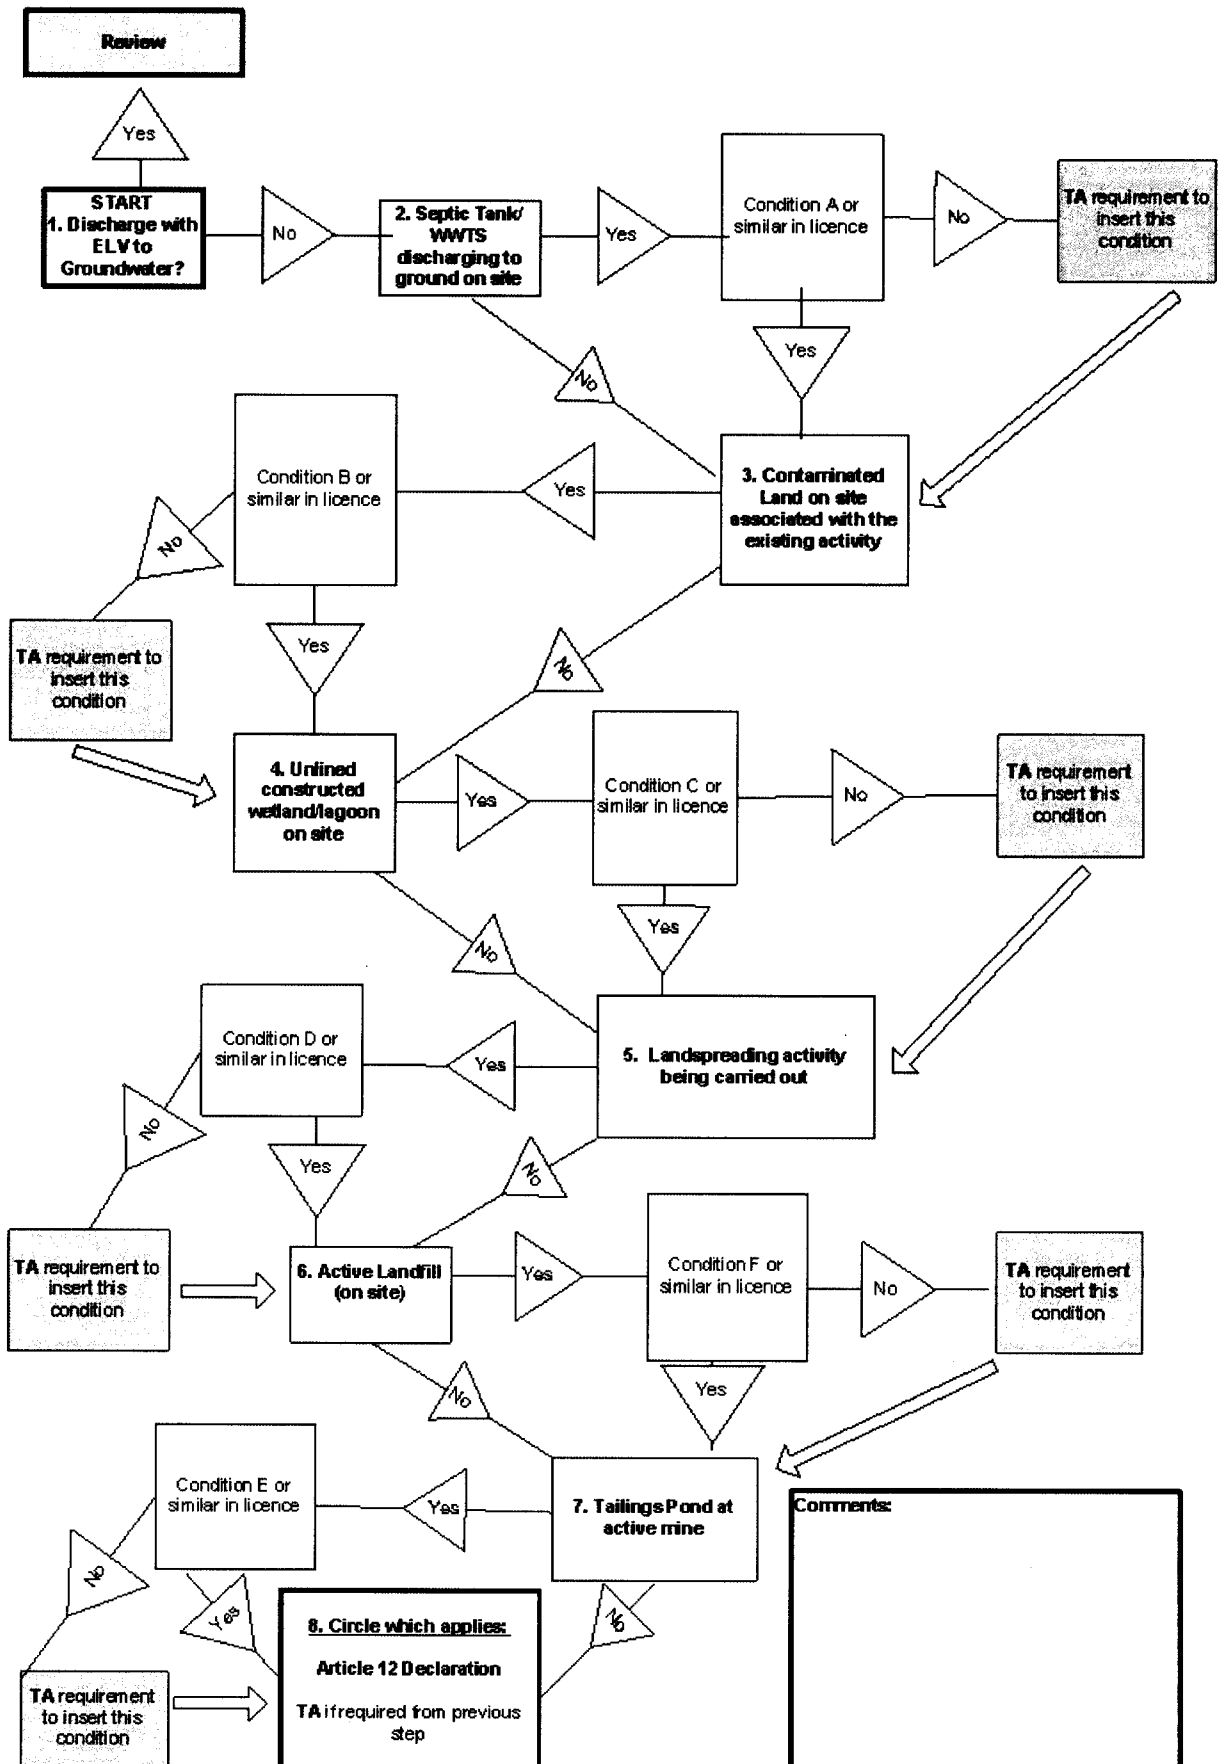 Review
Yes
START
1. Discharge with
ELV to
Groundwater?
No
2. Septic Tank/
WWTS
discharging to
ground on site
Yes
Condition A or
similar in licence
No
TA requirement to
insert this
condition
Yes
No
3. Contaminated
Land on site
associated with the
existing activity
Yes
Condition B or
similar in licence
No
TA requirement to
insert this
condition
Yes
No
4. Unlined
constructed
wetland/lagoon
on site
Yes
Condition C or
similar in licence
No
TA requirement
to insert this
condition
Yes
No
5. Landspreading activity
being carried out
Yes
Condition D or
similar in licence
No
TA requirement to
insert this
condition
Yes
No
6. Active Landfill
(on site)
Yes
Condition F or
similar in licence
No
TA requirement
to insert this
condition
Yes
No
7. Tailings Pond at
active mine
Yes
Condition E or
similar in licence
No
TA requirement
to insert this
condition
Yes
No
8. Circle which applies:
Article 12 Declaration
TA if required from previous
step
Comments: